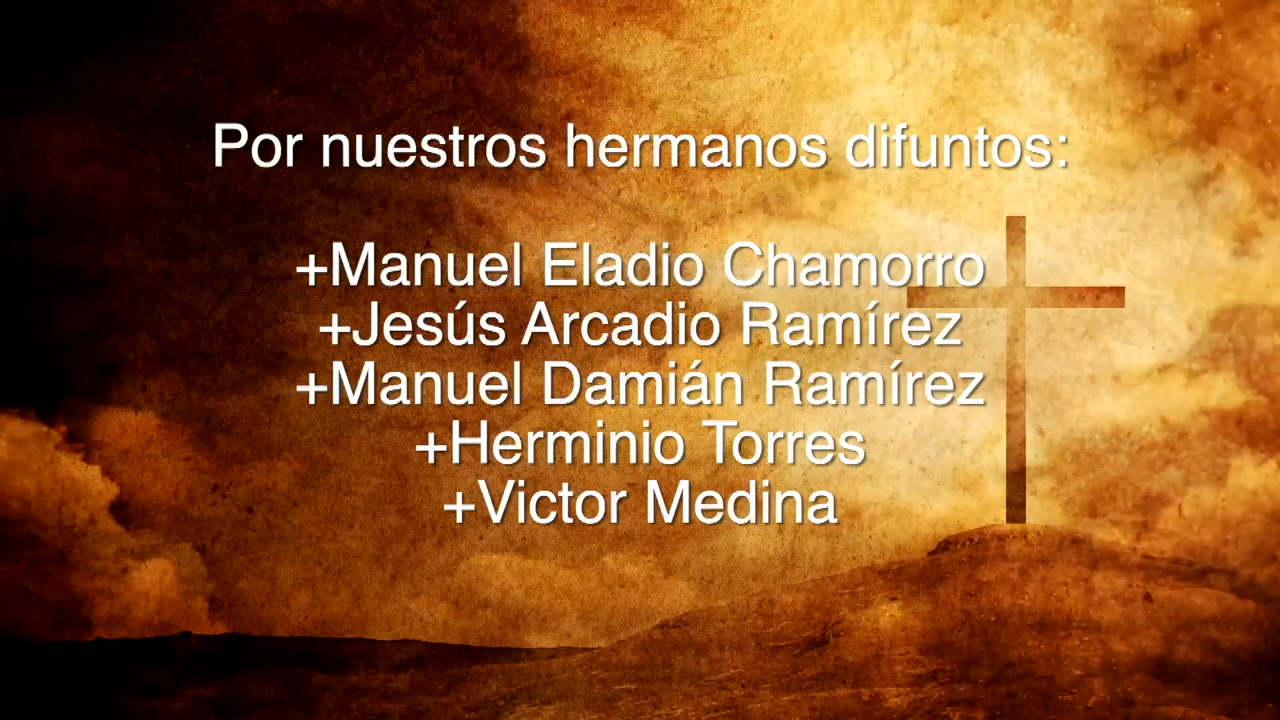 Por nuestros hermanos difuntos:
+Manuel Eladio Chamorro
+Jesús Arcadio Ramírez
+Manuel Damián Ramírez
+Herminio Torres
+Victor Medina